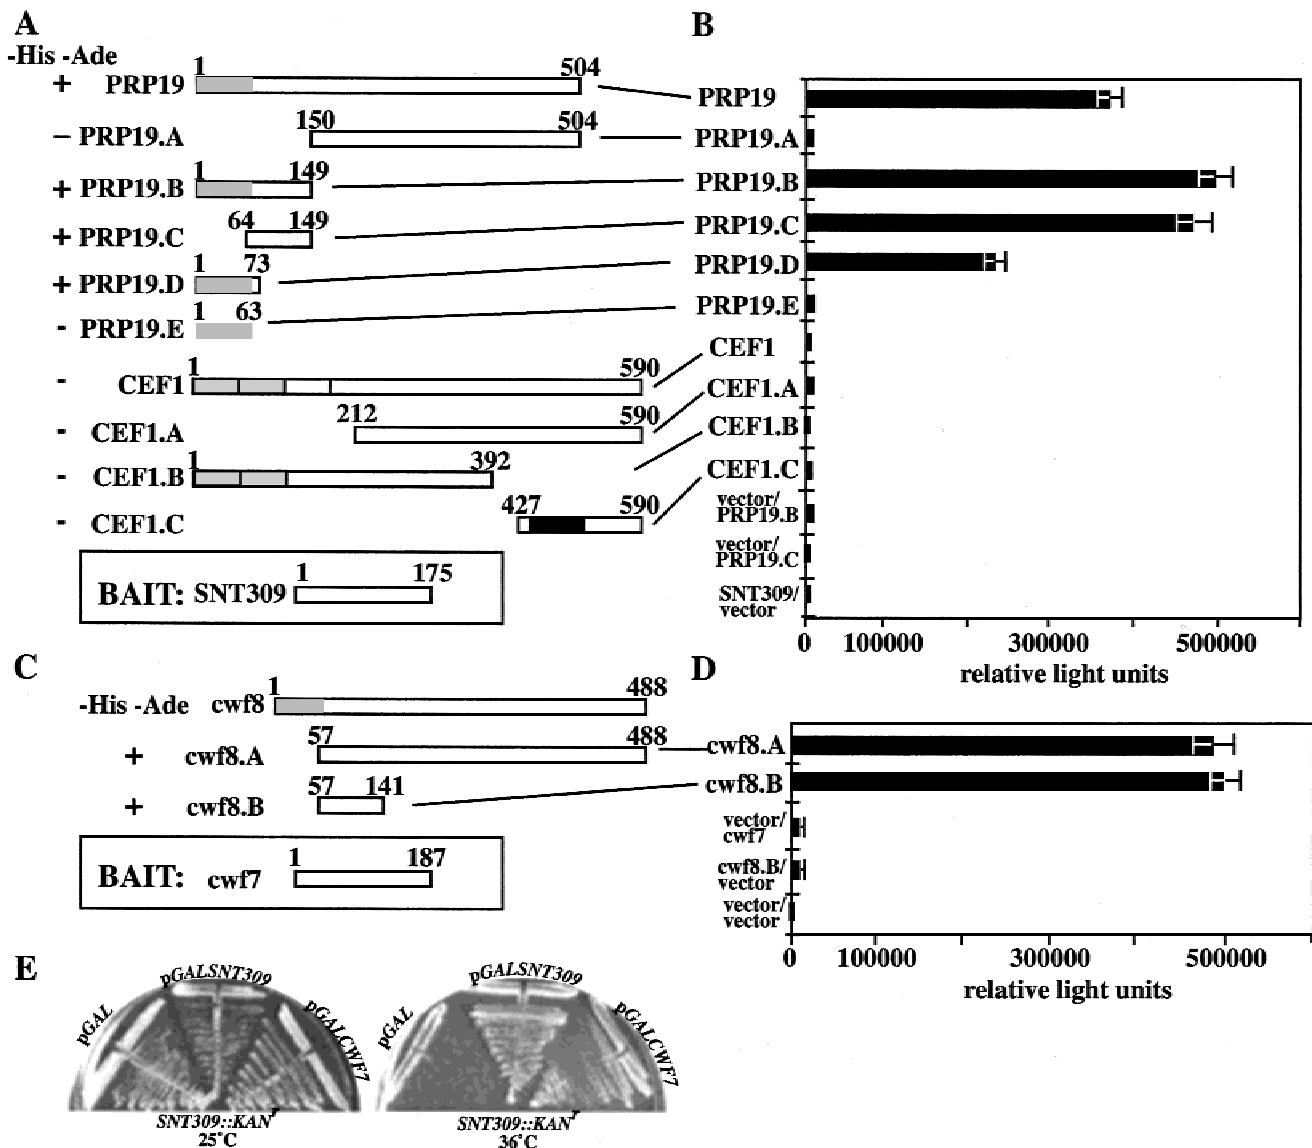 A
-His -Ade
1 504
+ PRP19
150 504
− PRP19.A
1 149
+ PRP19.B
64 149
+ PRP19.C
1 73
+ PRP19.D
1 63
- PRP19.E
1 590
- CEF1
212 590
- CEF1.A
1 392
- CEF1.B
427 590
- CEF1.C
1 175
BAIT: SNT309
B
PRP19
PRP19.A
PRP19.B
PRP19.C
PRP19.D
PRP19.E
CEF1
CEF1.A
CEF1.B
CEF1.C
vector/
PRP19.B
vector/
PRP19.C
SNT309/
vector
0 100000 300000 500000
relative light units
C
1 488
-His -Ade cwf8
57 488
+ cwf8.A
57 141
+ cwf8.B
1 187
BAIT: cwf7
D
cwf8.A
cwf8.B
vector/
cwf7
cwf8.B/
vector
vector/
vector
0 100000 300000 500000
relative light units
E
pGAL
pGALSNT309
pGALCWF7
SNT309::KANr
25°C
pGAL
pGALSNT309
pGALCWF7
SNT309::KANr
36°C